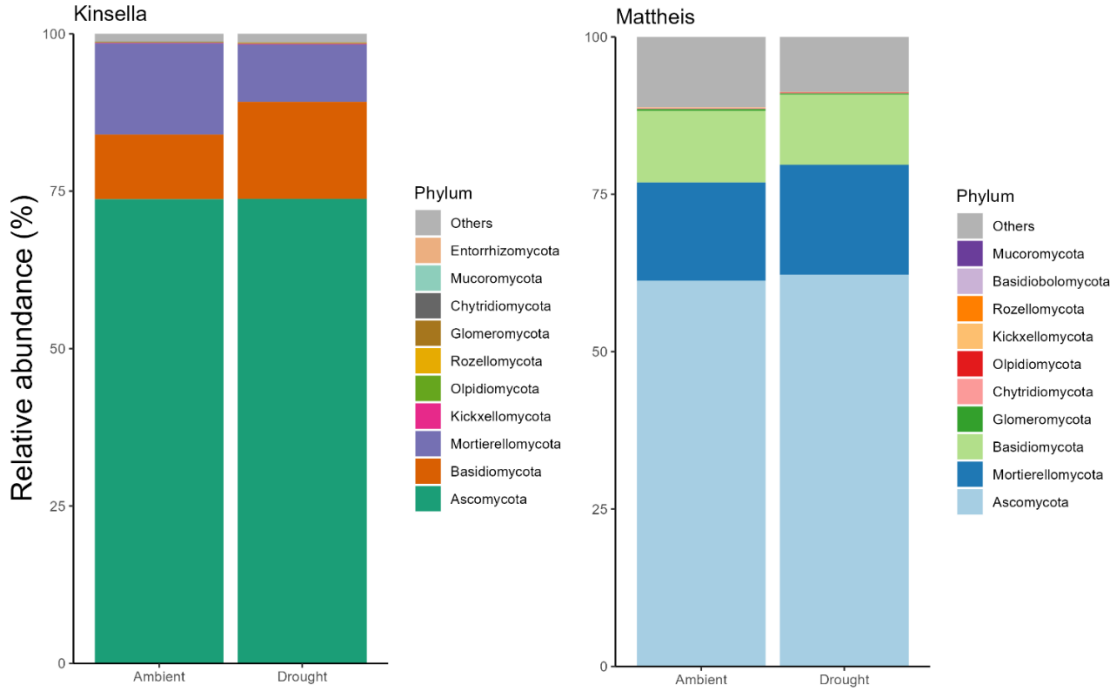 Kinsella
Relative abundance (%)
100
75
50
25
0
Ambient
Drought
Phylum
Others
Entorrhizomycota
Mucoromycota
Chytridiomycota
Glomeromycota
Rozellomycota
Olpidiomycota
Kickxellomycota
Mortierellomycota
Basidiomycota
Ascomycota
Mattheis
100
75
50
25
0
Ambient
Drought
Phylum
Others
Mucoromycota
Basidiobolomycota
Rozellomycota
Kickxellomycota
Olpidiomycota
Chytridiomycota
Glomeromycota
Basidiomycota
Mortierellomycota
Ascomycota